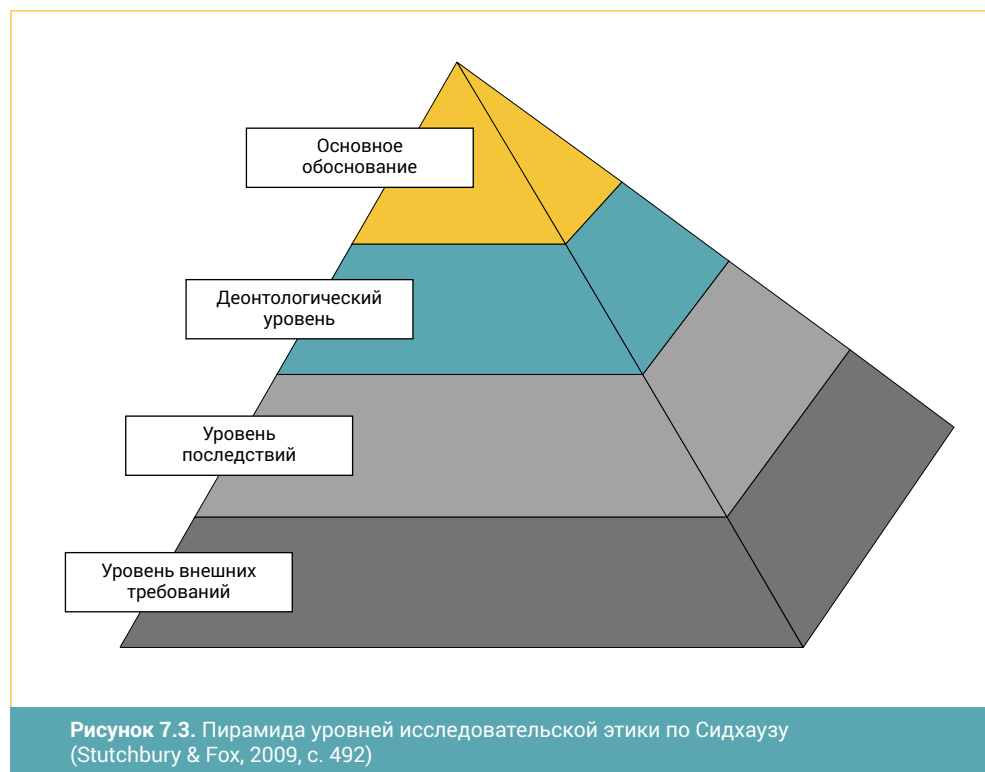 Основное
обоснование
Деонтологический
уровень
Уровень
последствий
Уровень внешних
требований
Рисунок 7.3. Пирамида уровней исследовательской этики по Сидхаузу
(Stutchbury & Fox, 2009, с. 492)